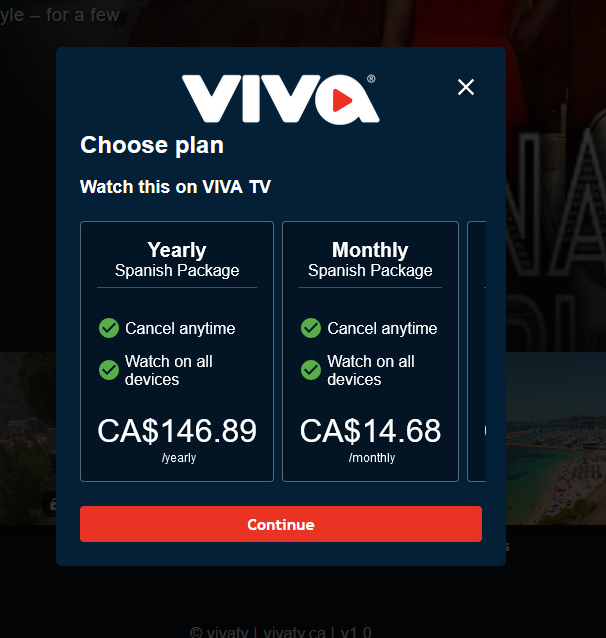 yle – for a few
VIVA®
Choose plan
Watch this on VIVA TV
Yearly
Spanish Package
Cancel anytime
Watch on all
devices
CA$146.89
/yearly
Monthly
Spanish Package
Cancel anytime
Watch on all
devices
CA$14.68
/monthly
Continue
© vivatv | vivatv.ca | v1.0